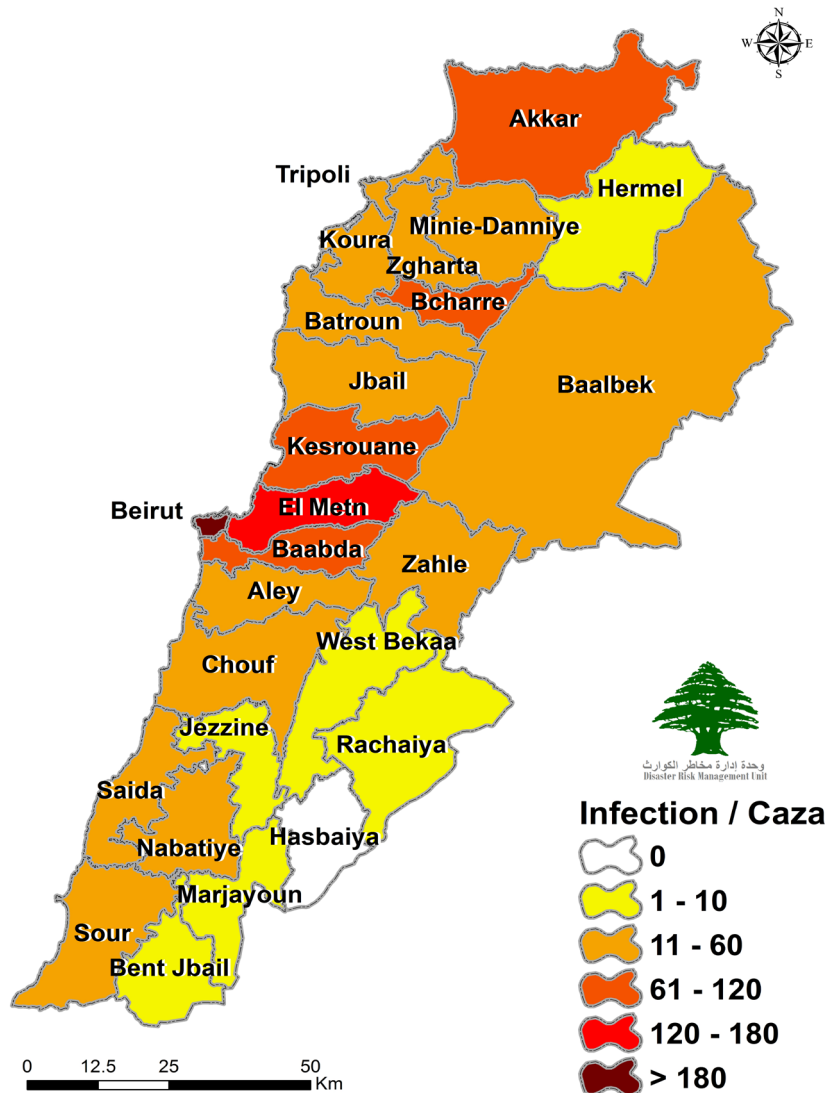 N
W
E
S
Akkar
Tripoli
Hermel
Minie-Danniye
Koura
Zgharta
Bcharre
Batroun
Jbail
Baalbek
Kesrouane
El Metn
Beirut
Baabda
Zahle
Aley
West Bekaa
Chouf
Jezzine
Rachaiya
وحدة إدارة مخاطر الكوارث
Disaster Risk Management Unit
Saida
Hasbaiya
Nabatiye
Marjayoun
Sour
Bent Jbail
Infection / Caza
0
1 - 10
11 - 60
61 - 120
120 - 180
> 180
0 12.5 25 50
Km